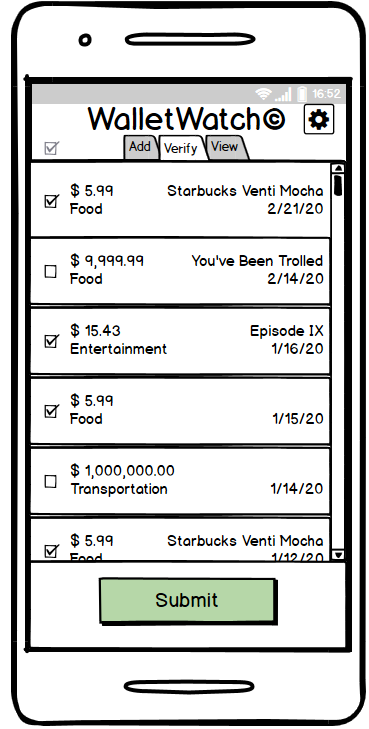 16:52
WalletWatch©
Add Verify View
$ 5.99 Starbucks Venti Mocha
Food 2/21/20
$ 9,999.99 You've Been Trolled
Food 2/14/20
$ 15.43 Episode IX
Entertainment 1/16/20
$ 5.99
Food 1/15/20
$ 1,000,000.00
Transportation 1/14/20
$ 5.99 Starbucks Venti Mocha
Food 1/12/20
Submit